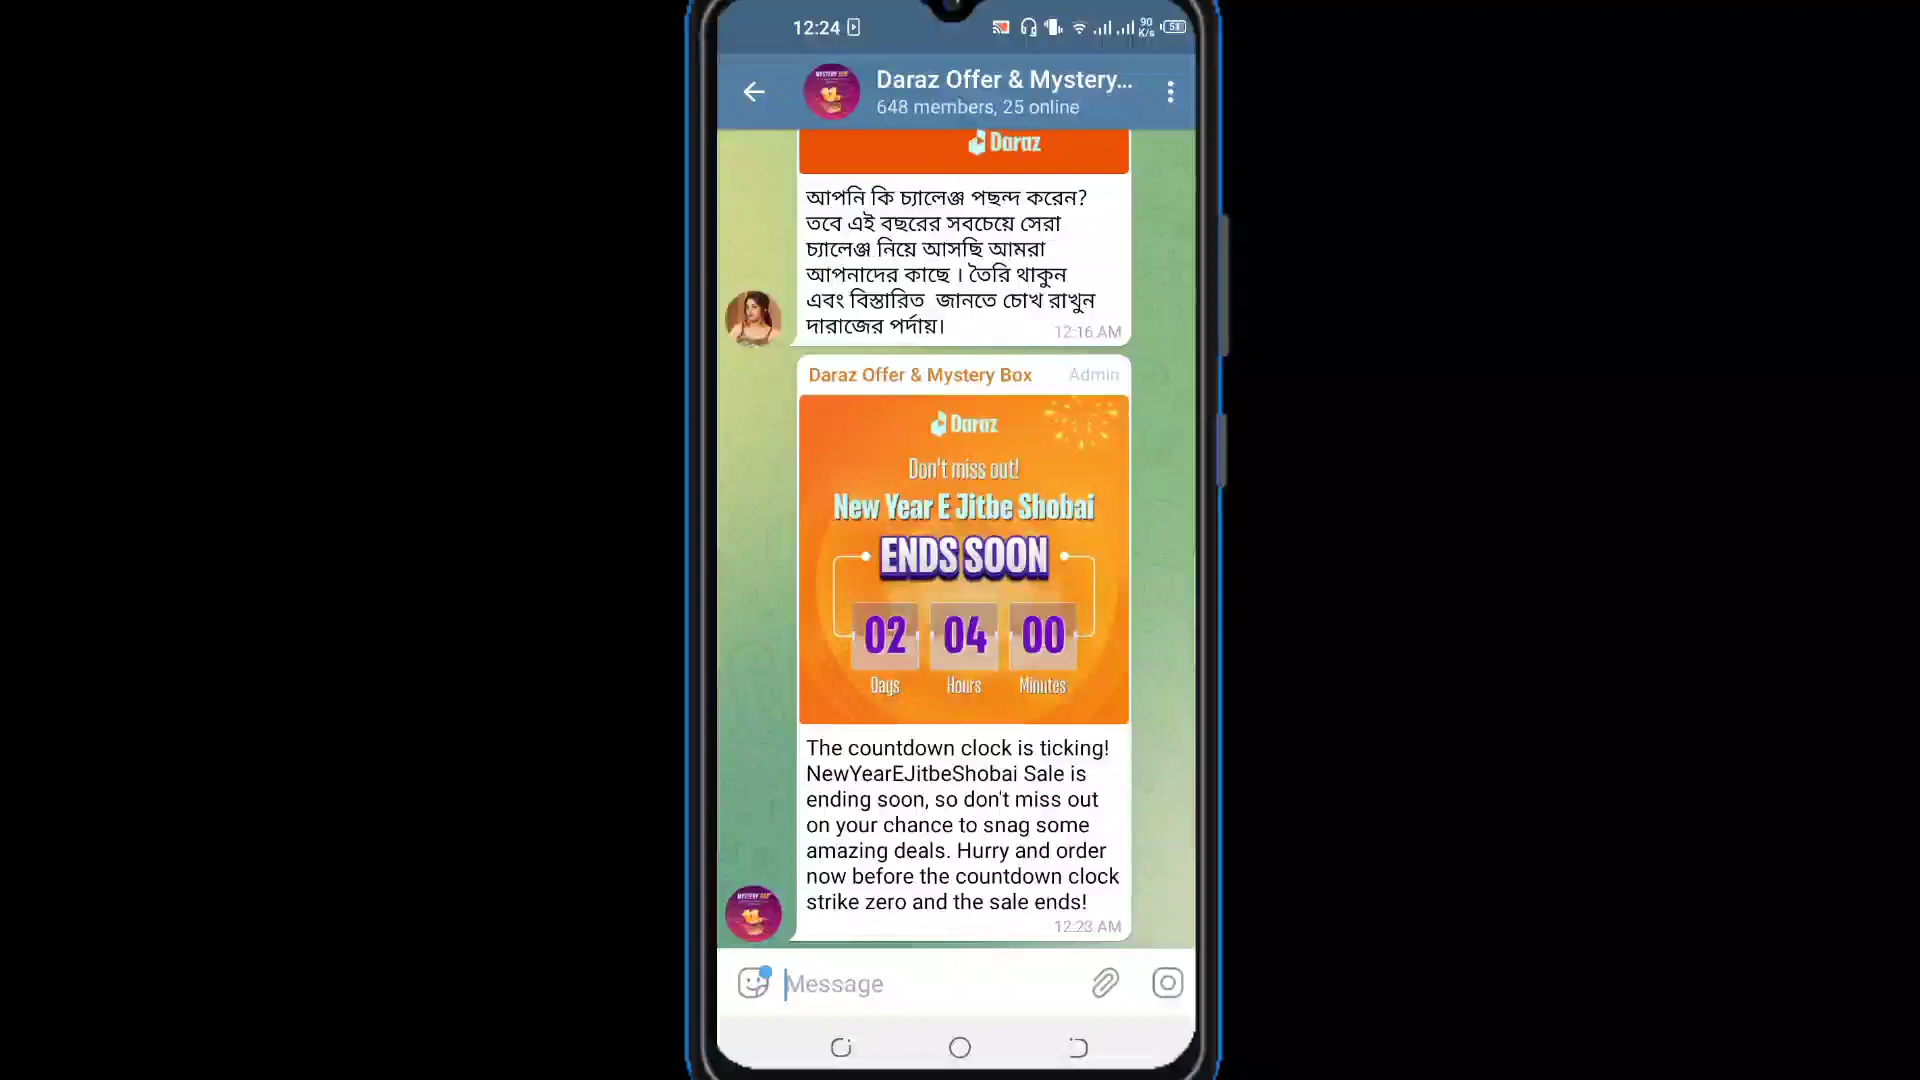 12:24
90
K/s
51
Daraz Offer & Mystery...
648 members, 25 online
Daraz
আপনি কি চ্যালেঞ্জ পছন্দ করেন?
তবে এই বছরের সবচেয়ে সেরা
চ্যালেঞ্জ নিয়ে আসছি আমরা
আপনাদের কাছে । তৈরি থাকুন
এবং বিস্তারিত জানতে চোখ রাখুন
দারাজের পর্দায়।
12:16 AM
Daraz Offer & Mystery Box Admin
Daraz
Don't miss out!
New Year E Jitbe Shobai
ENDS SOON
02 04 00
Days Hours Minutes
The countdown clock is ticking!
NewYearEJitbeShobai Sale is
ending soon, so don't miss out
on your chance to snag some
amazing deals. Hurry and order
now before the countdown clock
strike zero and the sale ends!
12:23 AM
Message